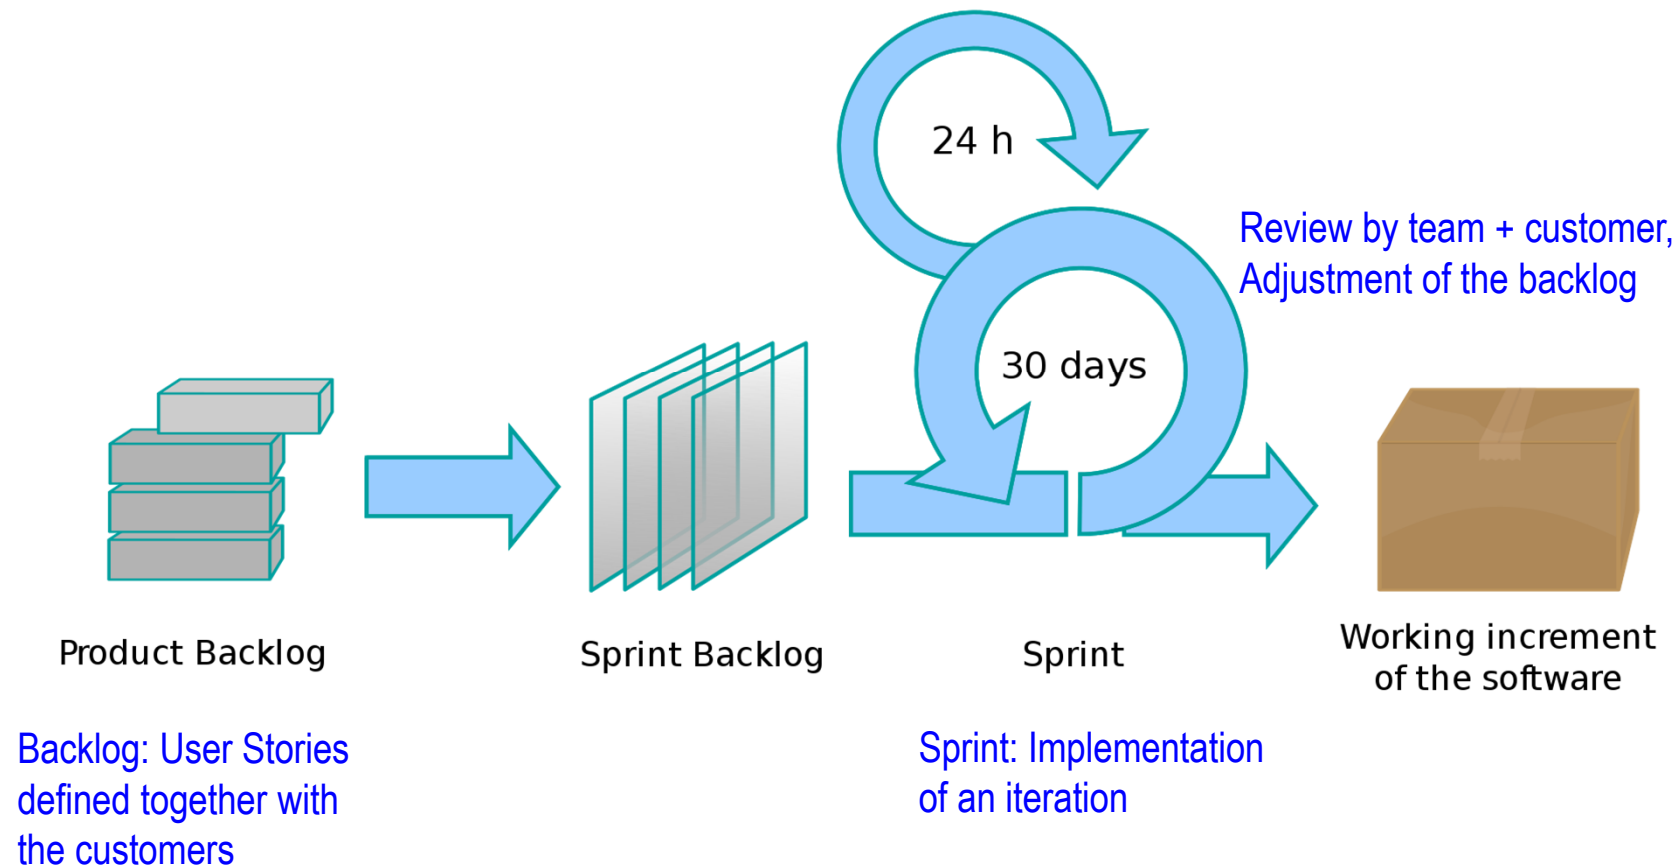 24 h
Review by team + customer,
Adjustment of the backlog
30 days
Product Backlog
Sprint Backlog
Sprint
Working increment
of the software
Backlog: User Stories
defined together with
the customers
Sprint: Implementation
of an iteration